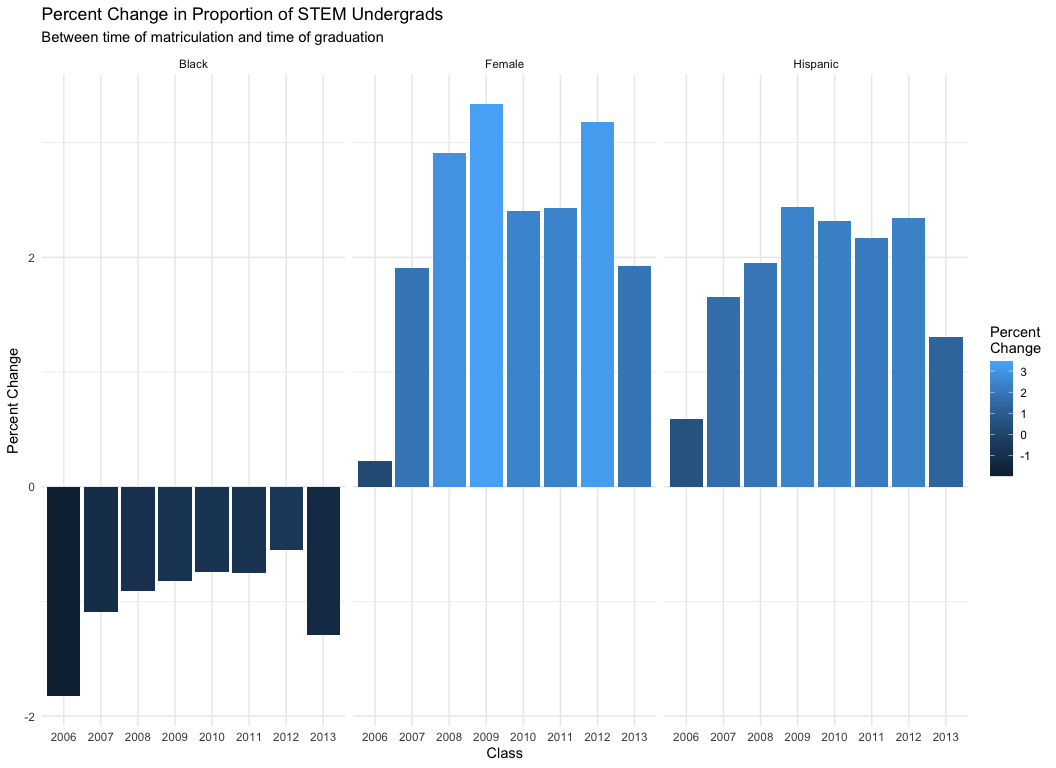 Percent Change in Proportion of STEM Undergrads
Between time of matriculation and time of graduation
Black Female Hispanic
Percent Change
2
0
-2
2006 2007 2008 2009 2010 2011 2012 2013 2006 2007 2008 2009 2010 2011 2012 2013 2006 2007 2008 2009 2010 2011 2012 2013
Class
Percent
Change
3
2
1
0
-1